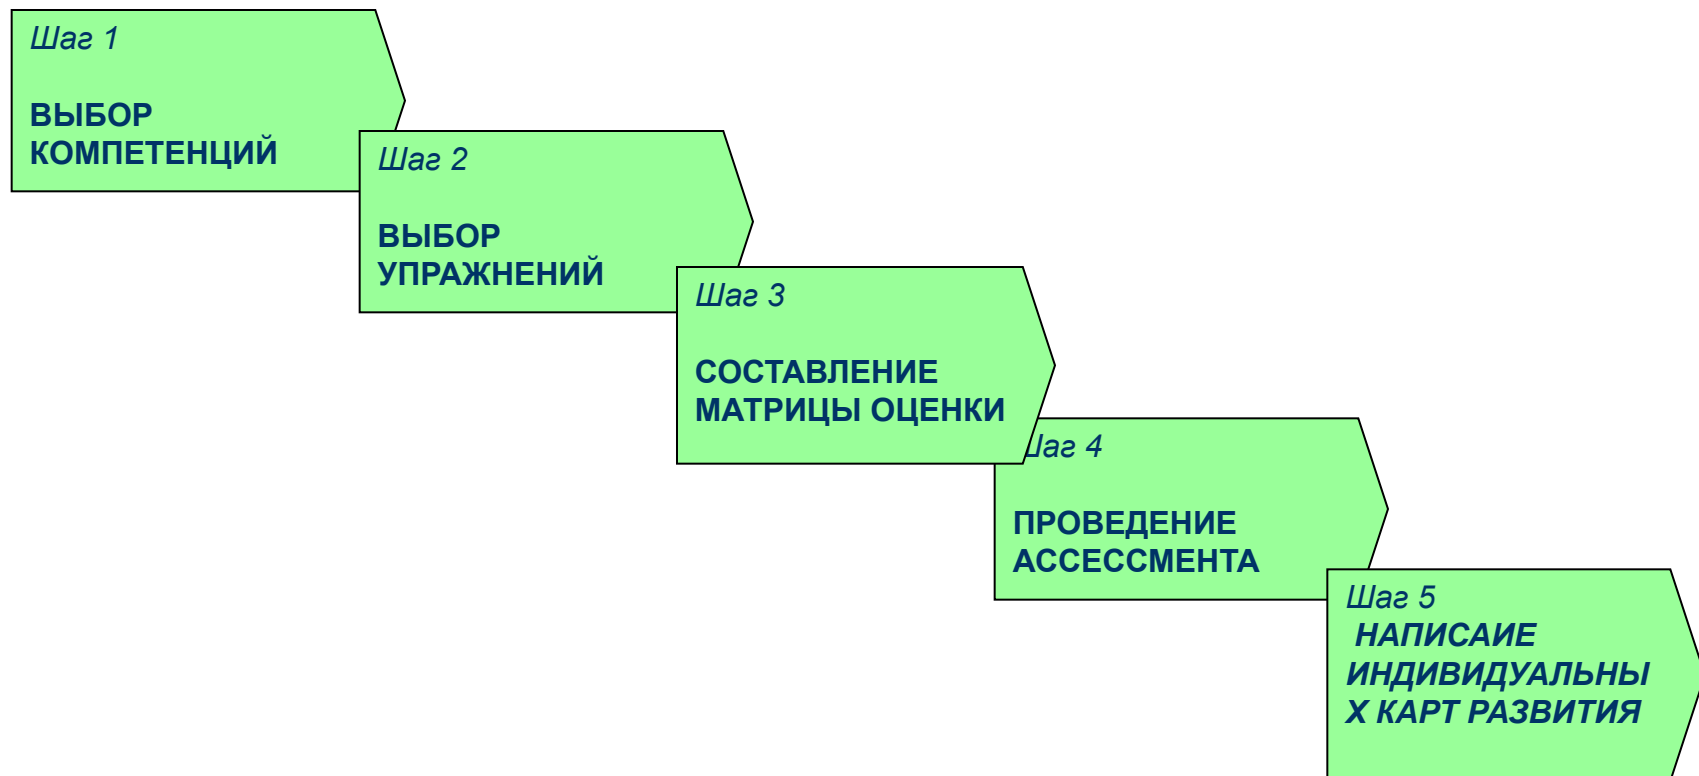 Шаг 1
ВЫБОР
КОМПЕТЕНЦИЙ
Шаг 2
ВЫБОР
УПРАЖНЕНИЙ
Шаг 3
СОСТАВЛЕНИЕ
МАТРИЦЫ ОЦЕНКИ
Шаг 4
ПРОВЕДЕНИЕ
АССЕССМЕНТА
Шаг 5
НАПИСАИЕ
ИНДИВИДУАЛЬНЫ
Х КАРТ РАЗВИТИЯ